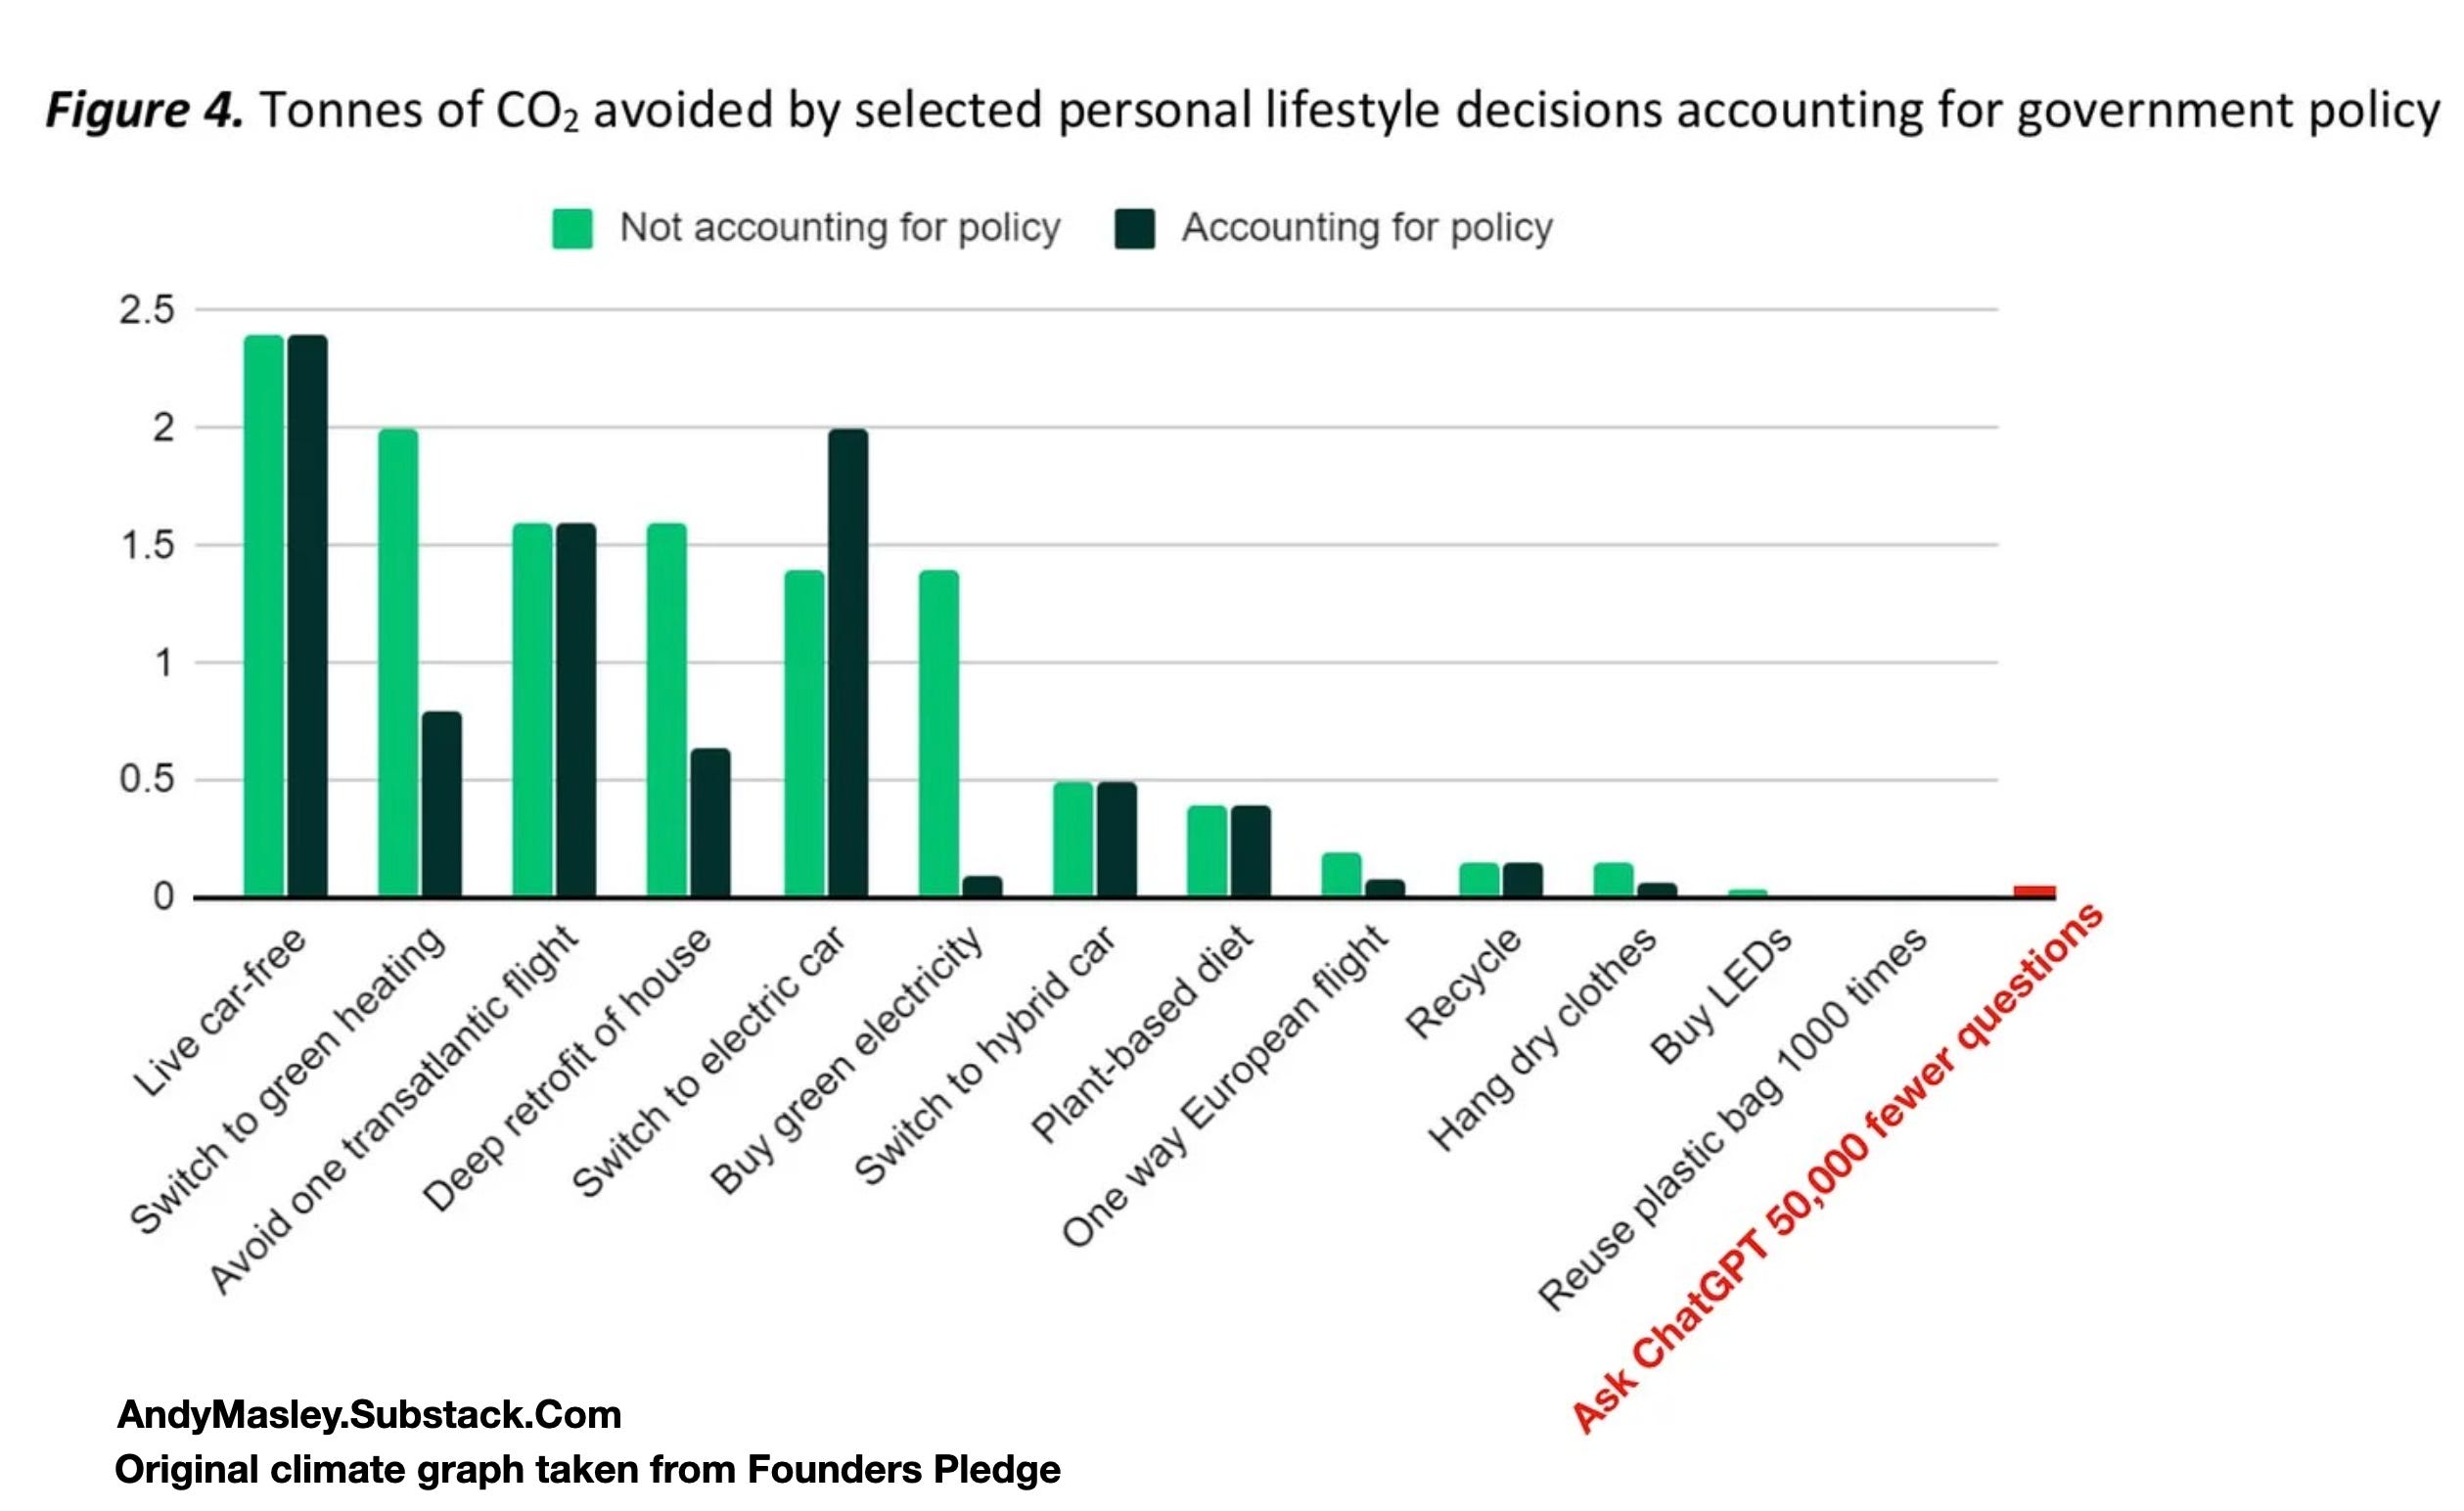 Figure 4. Tonnes of CO₂ avoided by selected personal lifestyle decisions accounting for government policy
Not accounting for policy
Accounting for policy
2.5
2
1.5
1
0.5
0
Live car-free
Switch to green heating
Avoid one transatlantic flight
Deep retrofit of house
Switch to electric car
Buy green electricity
Switch to hybrid car
Plant-based diet
One way European flight
Recycle
Hang dry clothes
Buy LEDs
Reuse plastic bag 1000 times
Ask ChatGPT 50,000 fewer questions
AndyMasley.Substack.Com
Original climate graph taken from Founders Pledge